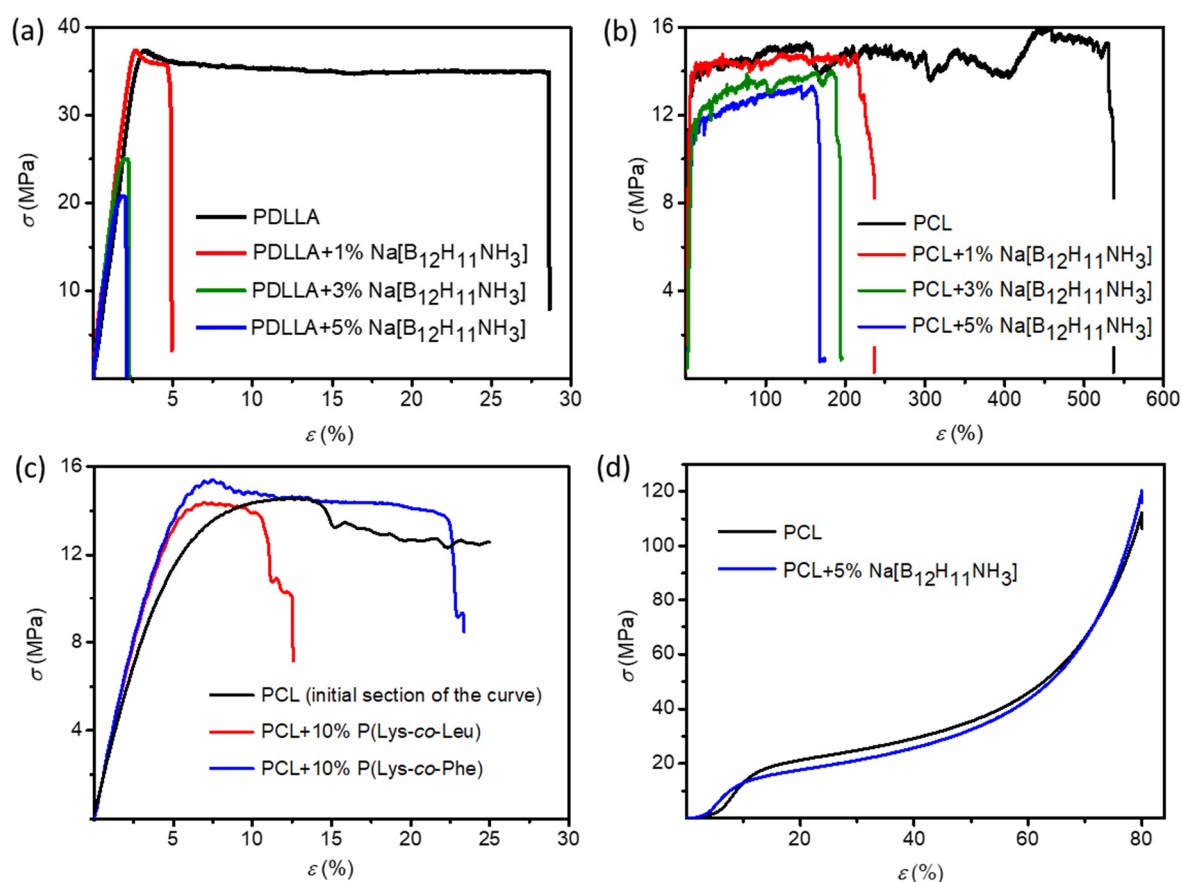 (a)
40
30
20
10
σ (MPa)
PDLLA
PDLLA+1% Na[B12H11NH3]
PDLLA+3% Na[B12H11NH3]
PDLLA+5% Na[B12H11NH3]
5 10 15 20 25 30
ε (%)
(b)
16
12
8
4
σ (MPa)
PCL
PCL+1% Na[B12H11NH3]
PCL+3% Na[B12H11NH3]
PCL+5% Na[B12H11NH3]
100 200 300 400 500 600
ε (%)
(c)
16
12
8
4
σ (MPa)
PCL (initial section of the curve)
PCL+10% P(Lys-co-Leu)
PCL+10% P(Lys-co-Phe)
5 10 15 20 25 30
ε (%)
(d)
120
100
80
60
40
20
σ (MPa)
PCL
PCL+5% Na[B12H11NH3]
20 40 60 80
ε (%)